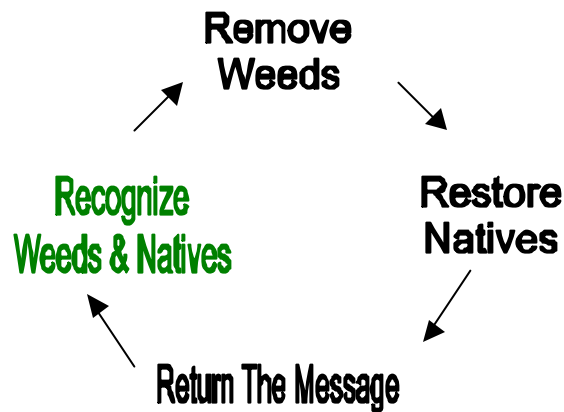 Remove
Weeds
Restore
Natives
Return The Message
Recognize
Weeds & Natives